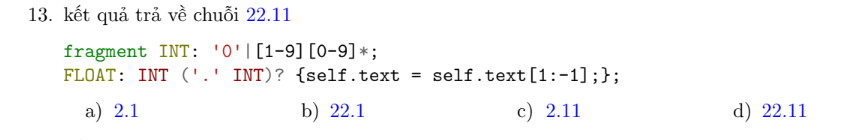 13. kết quả trả về chuỗi 22.11
fragment INT: '0'|[1-9][0-9]*;
FLOAT: INT ('.' INT)? {self.text = self.text[1:-1];};
a) 2.1 b) 22.1 c) 2.11 d) 22.11